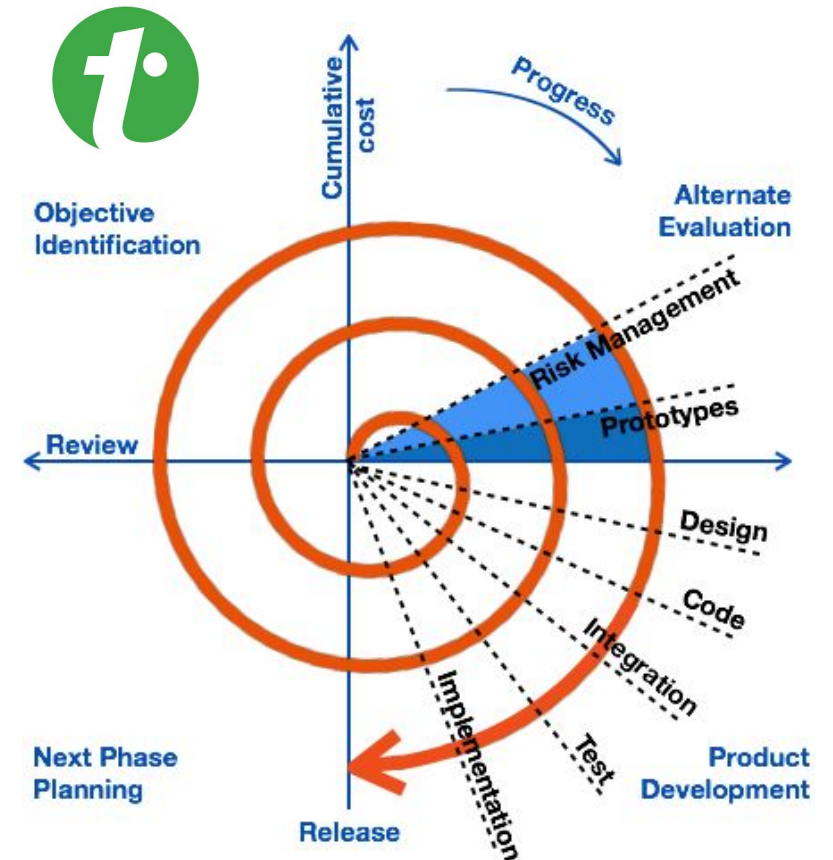 t
Cumulative
cost
Progress
Objective
Identification
Alternate
Evaluation
Risk Management
Prototypes
Review
Design
Code
Integration
Test
Implementation
Next Phase
Planning
Product
Development
Release